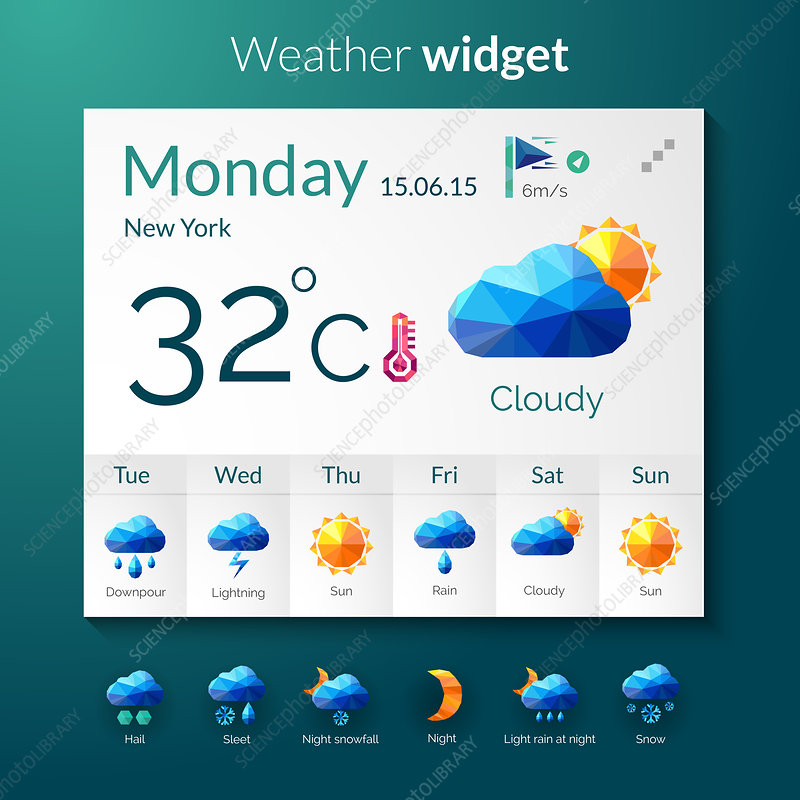 Weather widget
Monday 15.06.15
6m/s
New York
32°C
Cloudy
Tue Wed Thu Fri Sat Sun
Downpour Lightning Sun Rain Cloudy Sun
Hail Sleet Night snowfall Night Light rain at night Snow
SCIENCEphotOLIBRARY